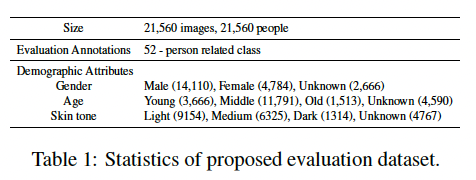 Size 21,560 images, 21,560 people
Evaluation Annotations 52 - person related class
Demographic Attributes
Gender Male (14,110), Female (4,784), Unknown (2,666)
Age Young (3,666), Middle (11,791), Old (1,513), Unknown (4,590)
Skin tone Light (9154), Medium (6325), Dark (1314), Unknown (4767)
Table 1: Statistics of proposed evaluation dataset.